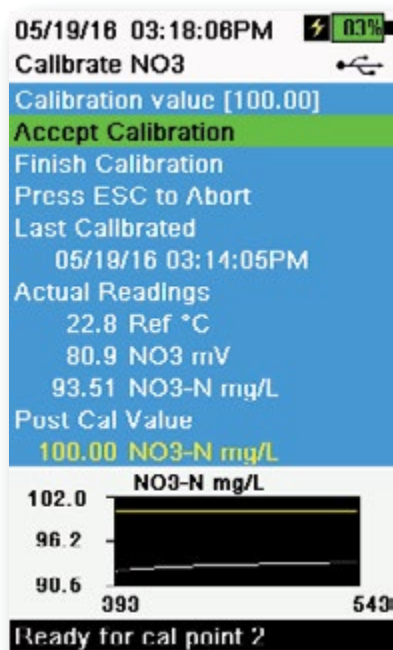 05/19/16 03:18:06PM 83%
Calibrate NO3
Calibration value [100.00]
Accept Calibration
Finish Calibration
Press ESC to Abort
Last Calibrated
05/19/16 03:14:05PM
Actual Readings
22.8 Ref °C
80.9 NO3 mV
93.51 NO3-N mg/L
Post Cal Value
100.00 NO3-N mg/L
NO3-N mg/L
102.0
96.2
90.6
393
543
Ready for cal point 2